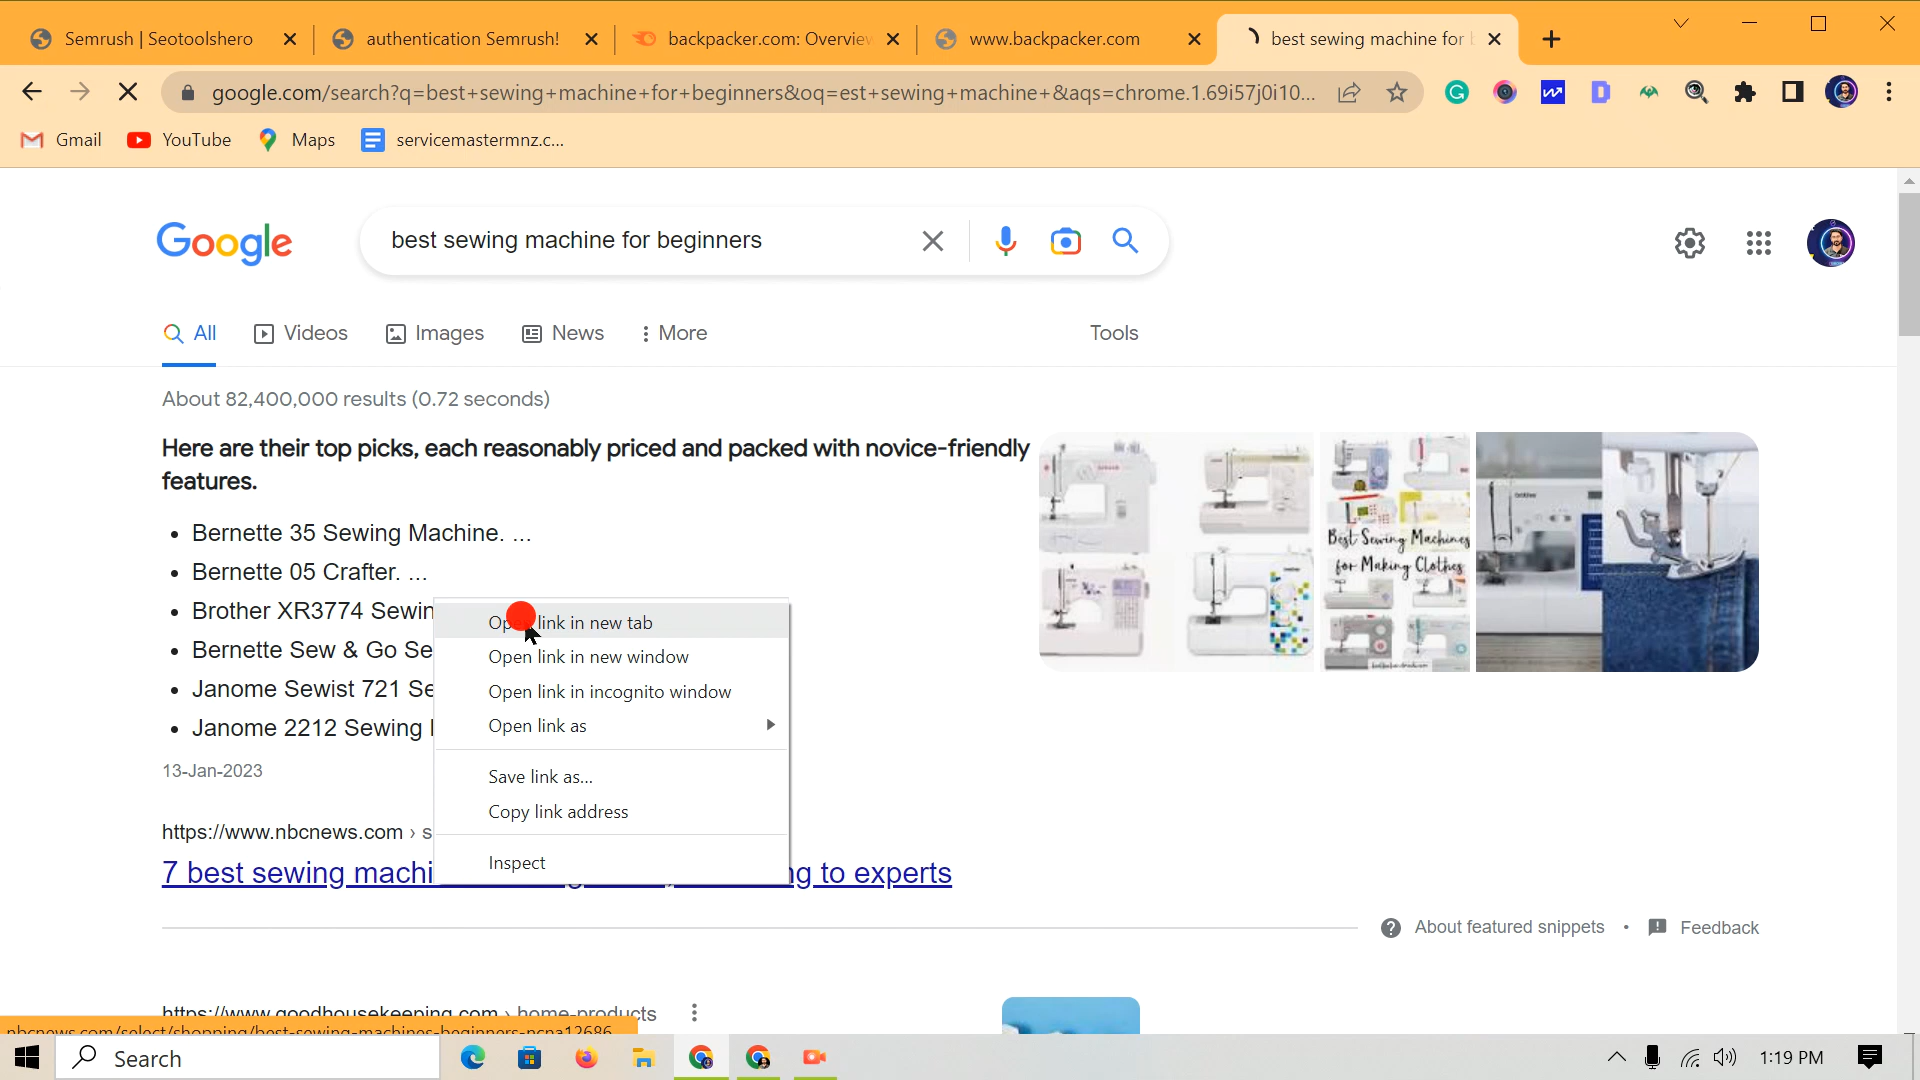 Semrush | Seotoolshero
authentication Semrush!
backpacker.com: Overview
www.backpacker.com
best sewing machine for
google.com/search?q=best+sewing+machine+for+beginners&oq=est+sewing+machine+&aqs=chrome.1.69i57j0i10...
Gmail
YouTube
Maps
servicemastermnz.c...
Google
best sewing machine for beginners
All
Videos
Images
News
More
Tools
About 82,400,000 results (0.72 seconds)
Here are their top picks, each reasonably priced and packed with novice-friendly
features.
Bernette 35 Sewing Machine. ...
Bernette 05 Crafter. ...
Brother XR3774 Sewin
Bernette Sew & Go Se
Janome Sewist 721 Se
Janome 2212 Sewing
13-Jan-2023
Open link in new tab
Open link in new window
Open link in incognito window
Open link as
Save link as...
Copy link address
Inspect
Best Sewing Machines
for Making Clothes
https://www.nbcnews.com › s
7 best sewing machi
ng to experts
About featured snippets
•
Feedback
https://www.goodhousekeeping.com › home-products
nbcnews.com/select/shopping/best-sewing-machines-beginners-ncna12686
Search
1:19 PM